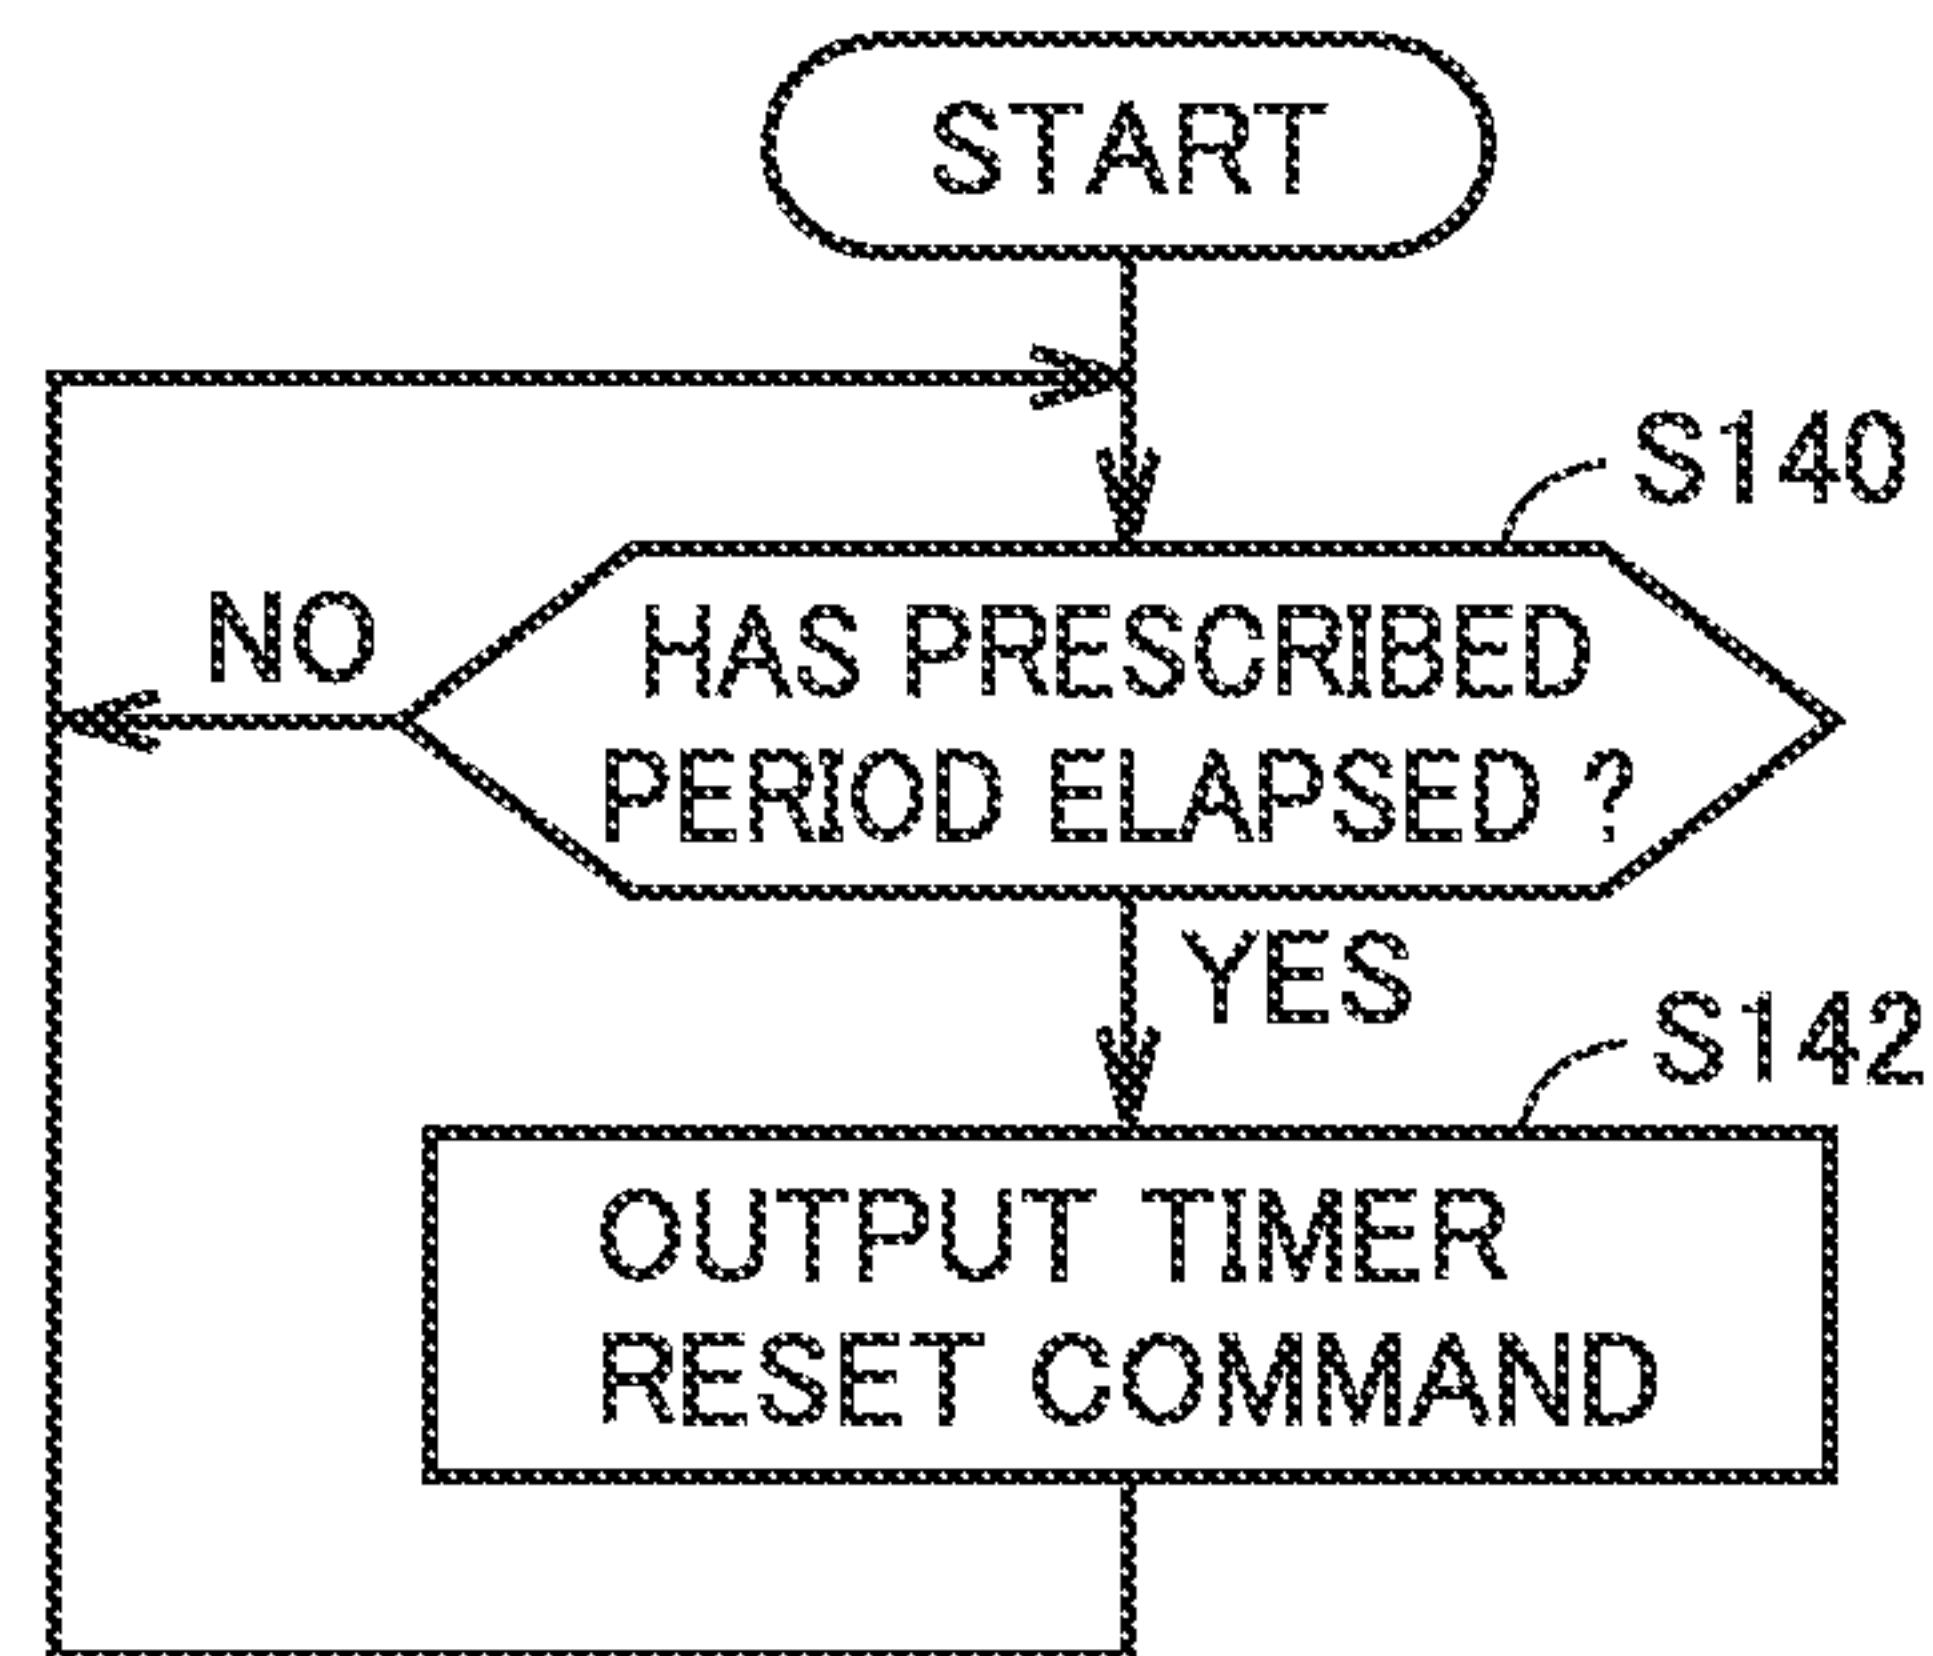 START
S140
NO
HAS PRESCRIBED
PERIOD ELAPSED ?
YES
S142
OUTPUT TIMER
RESET COMMAND